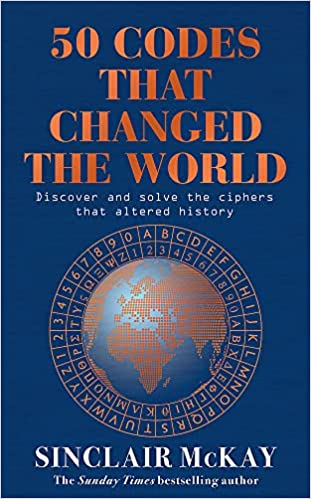 50 CODES
THAT
CHANGED
THE WORLD
Discover and solve the ciphers
that altered history
SINCLAIR McKAY
The Sunday Times bestselling author